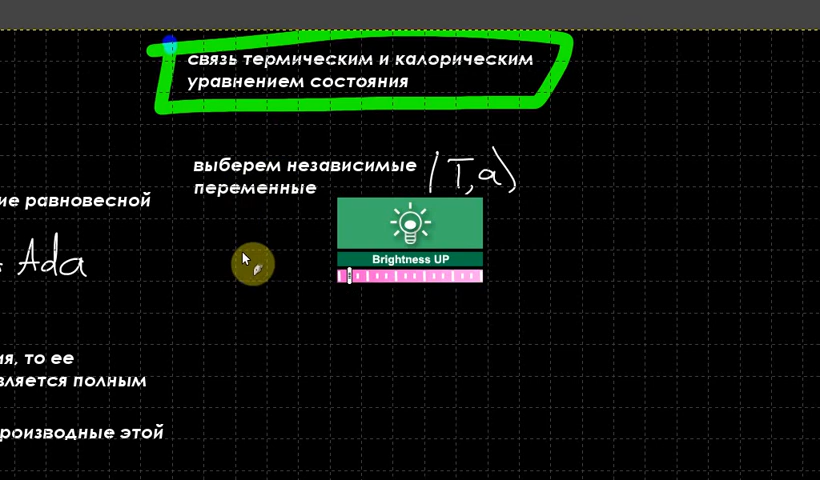 связь термическим и калорическим
уравнением состояния
выберем независимые
переменные (T, a)
ие равновесной
Ada
Brightness UP
ия, то ее
вляется полным
роизводные этой